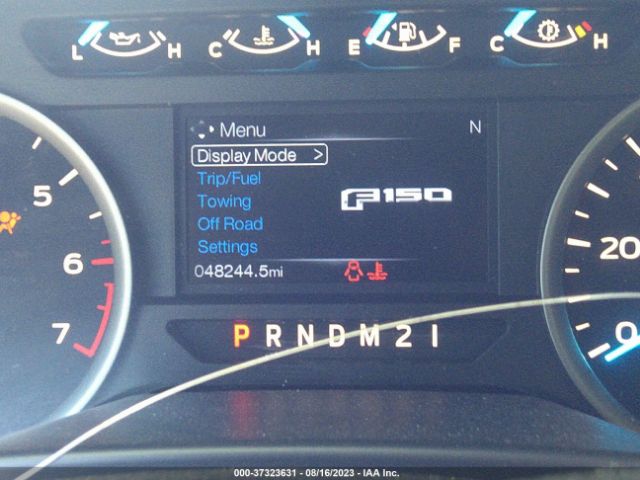 L H C H E F C H
Menu N
Display Mode >
Trip/Fuel
Towing
Off Road
Settings
F150
048244.5mi
5
6
7
20
0
P R N D M 2 1
000-37323631 - 08/16/2023 - IAA Inc.